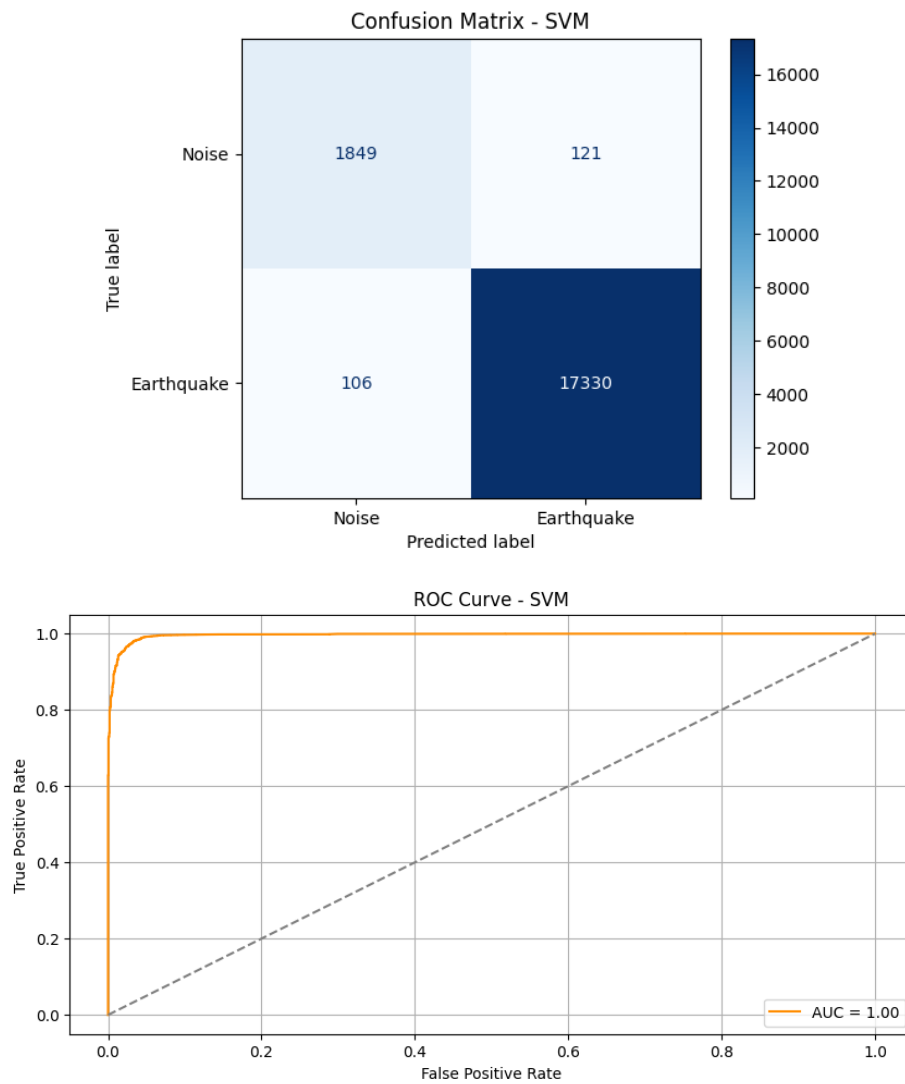 Confusion Matrix - SVM
Noise
1849
121
16000
14000
12000
10000
8000
6000
4000
2000
True label
Earthquake
106
17330
Noise
Earthquake
Predicted label
ROC Curve - SVM
1.0
0.8
0.6
0.4
0.2
0.0
True Positive Rate
AUC = 1.00
0.0
0.2
0.4
0.6
0.8
1.0
False Positive Rate